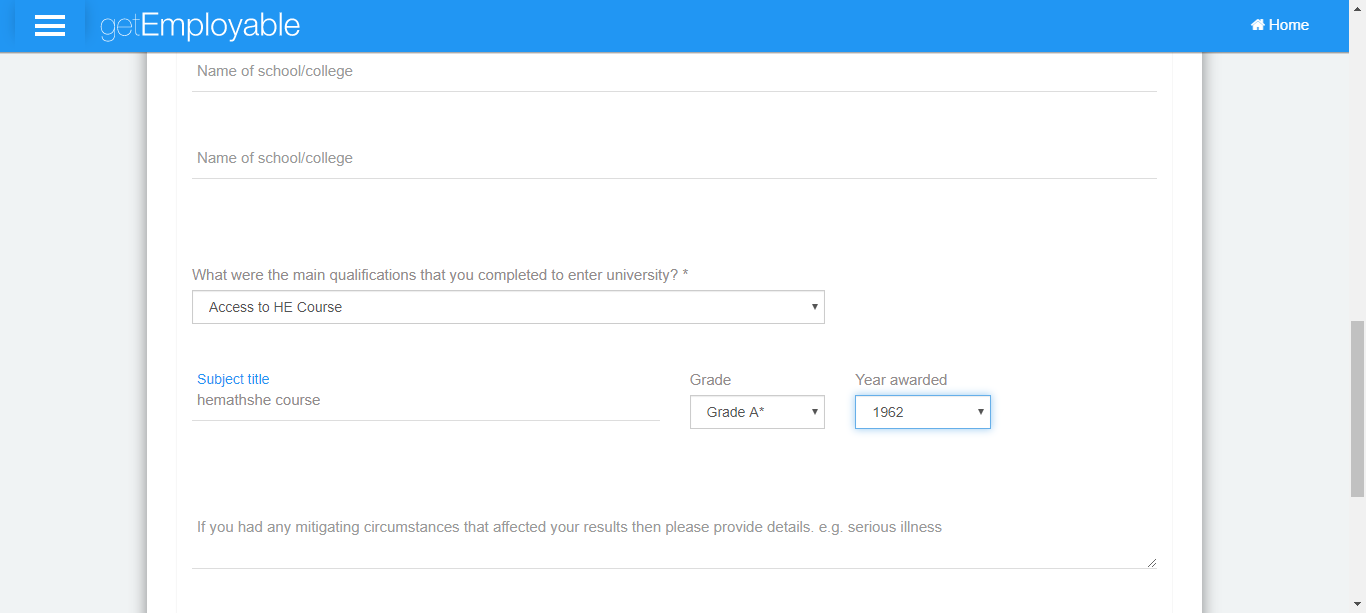 getEmployable
Home
Name of school/college
Name of school/college
What were the main qualifications that you completed to enter university? *
Access to HE Course
Subject title
hemathshe course
Grade
Grade A*
Year awarded
1962
If you had any mitigating circumstances that affected your results then please provide details. e.g. serious illness